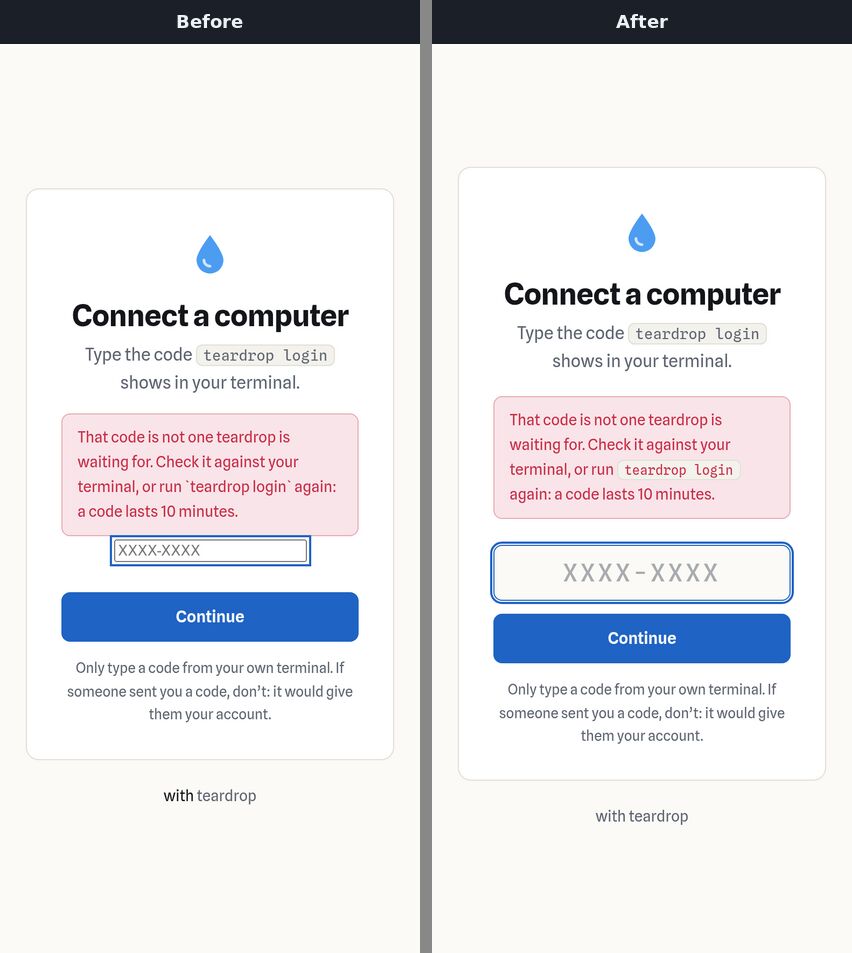 Before
Connect a computer
Type the code teardrop login
shows in your terminal.
That code is not one teardrop is
waiting for. Check it against your
terminal, or run `teardrop login` again:
a code lasts 10 minutes.
XXXX-XXXX
Continue
Only type a code from your own terminal. If
someone sent you a code, don’t: it would give
them your account.
with teardrop
After
Connect a computer
Type the code teardrop login
shows in your terminal.
That code is not one teardrop is
waiting for. Check it against your
terminal, or run teardrop login
again: a code lasts 10 minutes.
XXXX-XXXX
Continue
Only type a code from your own terminal. If
someone sent you a code, don’t: it would give
them your account.
with teardrop